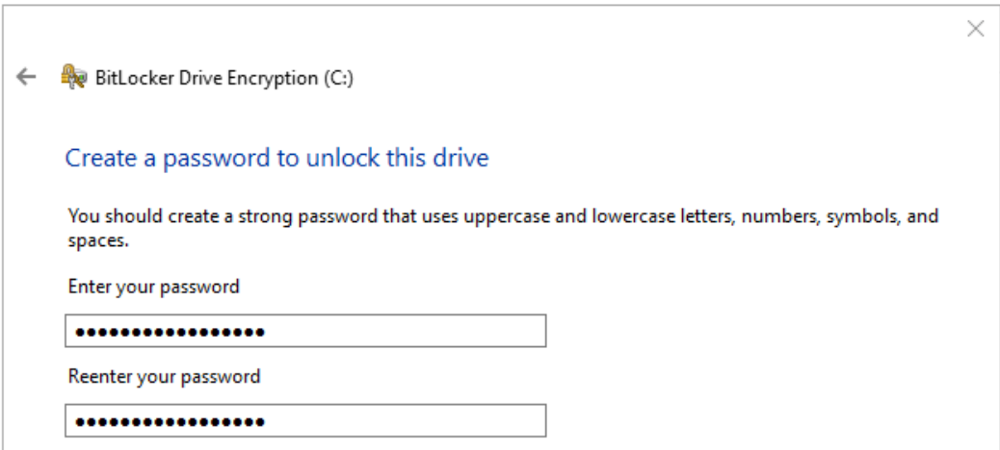 BitLocker Drive Encryption (C:)
Create a password to unlock this drive
You should create a strong password that uses uppercase and lowercase letters, numbers, symbols, and
spaces.
Enter your password
•••••••••••••••••
Reenter your password
•••••••••••••••••